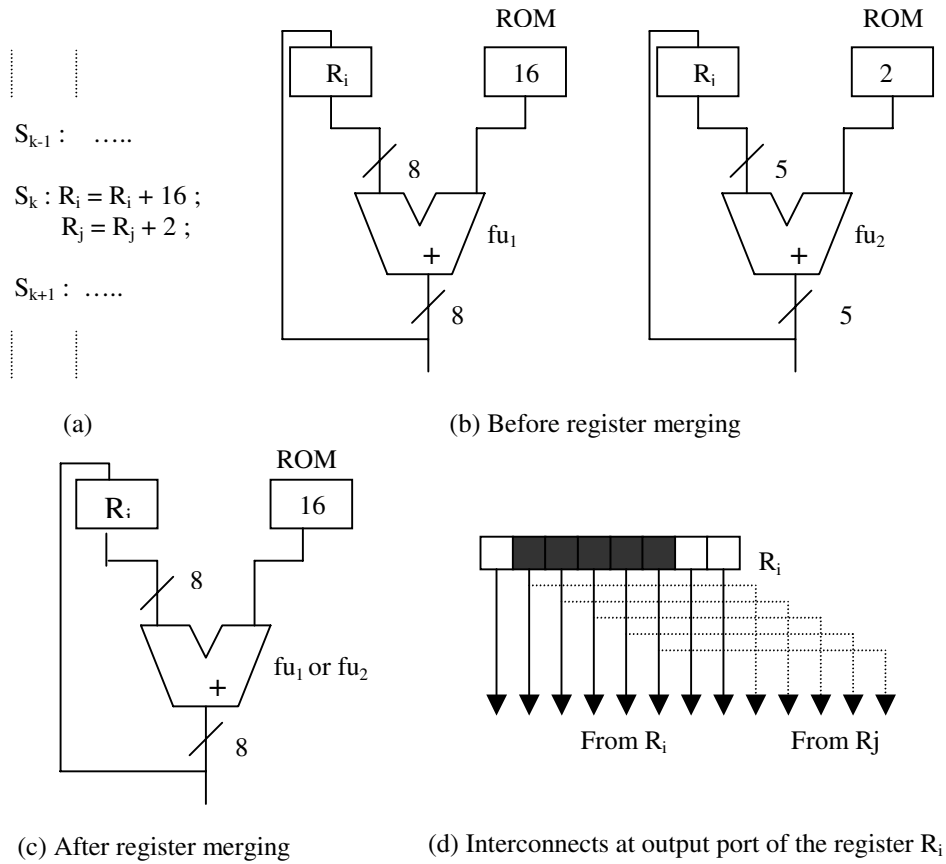 ROM
ROM
R_i
16
R_i
2
S_{k-1} : …..
8
5
S_k : R_i = R_i + 16 ;
R_j = R_j + 2 ;
fu_1
fu_2
+
+
S_{k+1} : …..
8
5
(a)
(b) Before register merging
ROM
R_i
16
R_i
8
fu_1 or fu_2
+
8
From R_i
From Rj
(c) After register merging
(d) Interconnects at output port of the register R_i